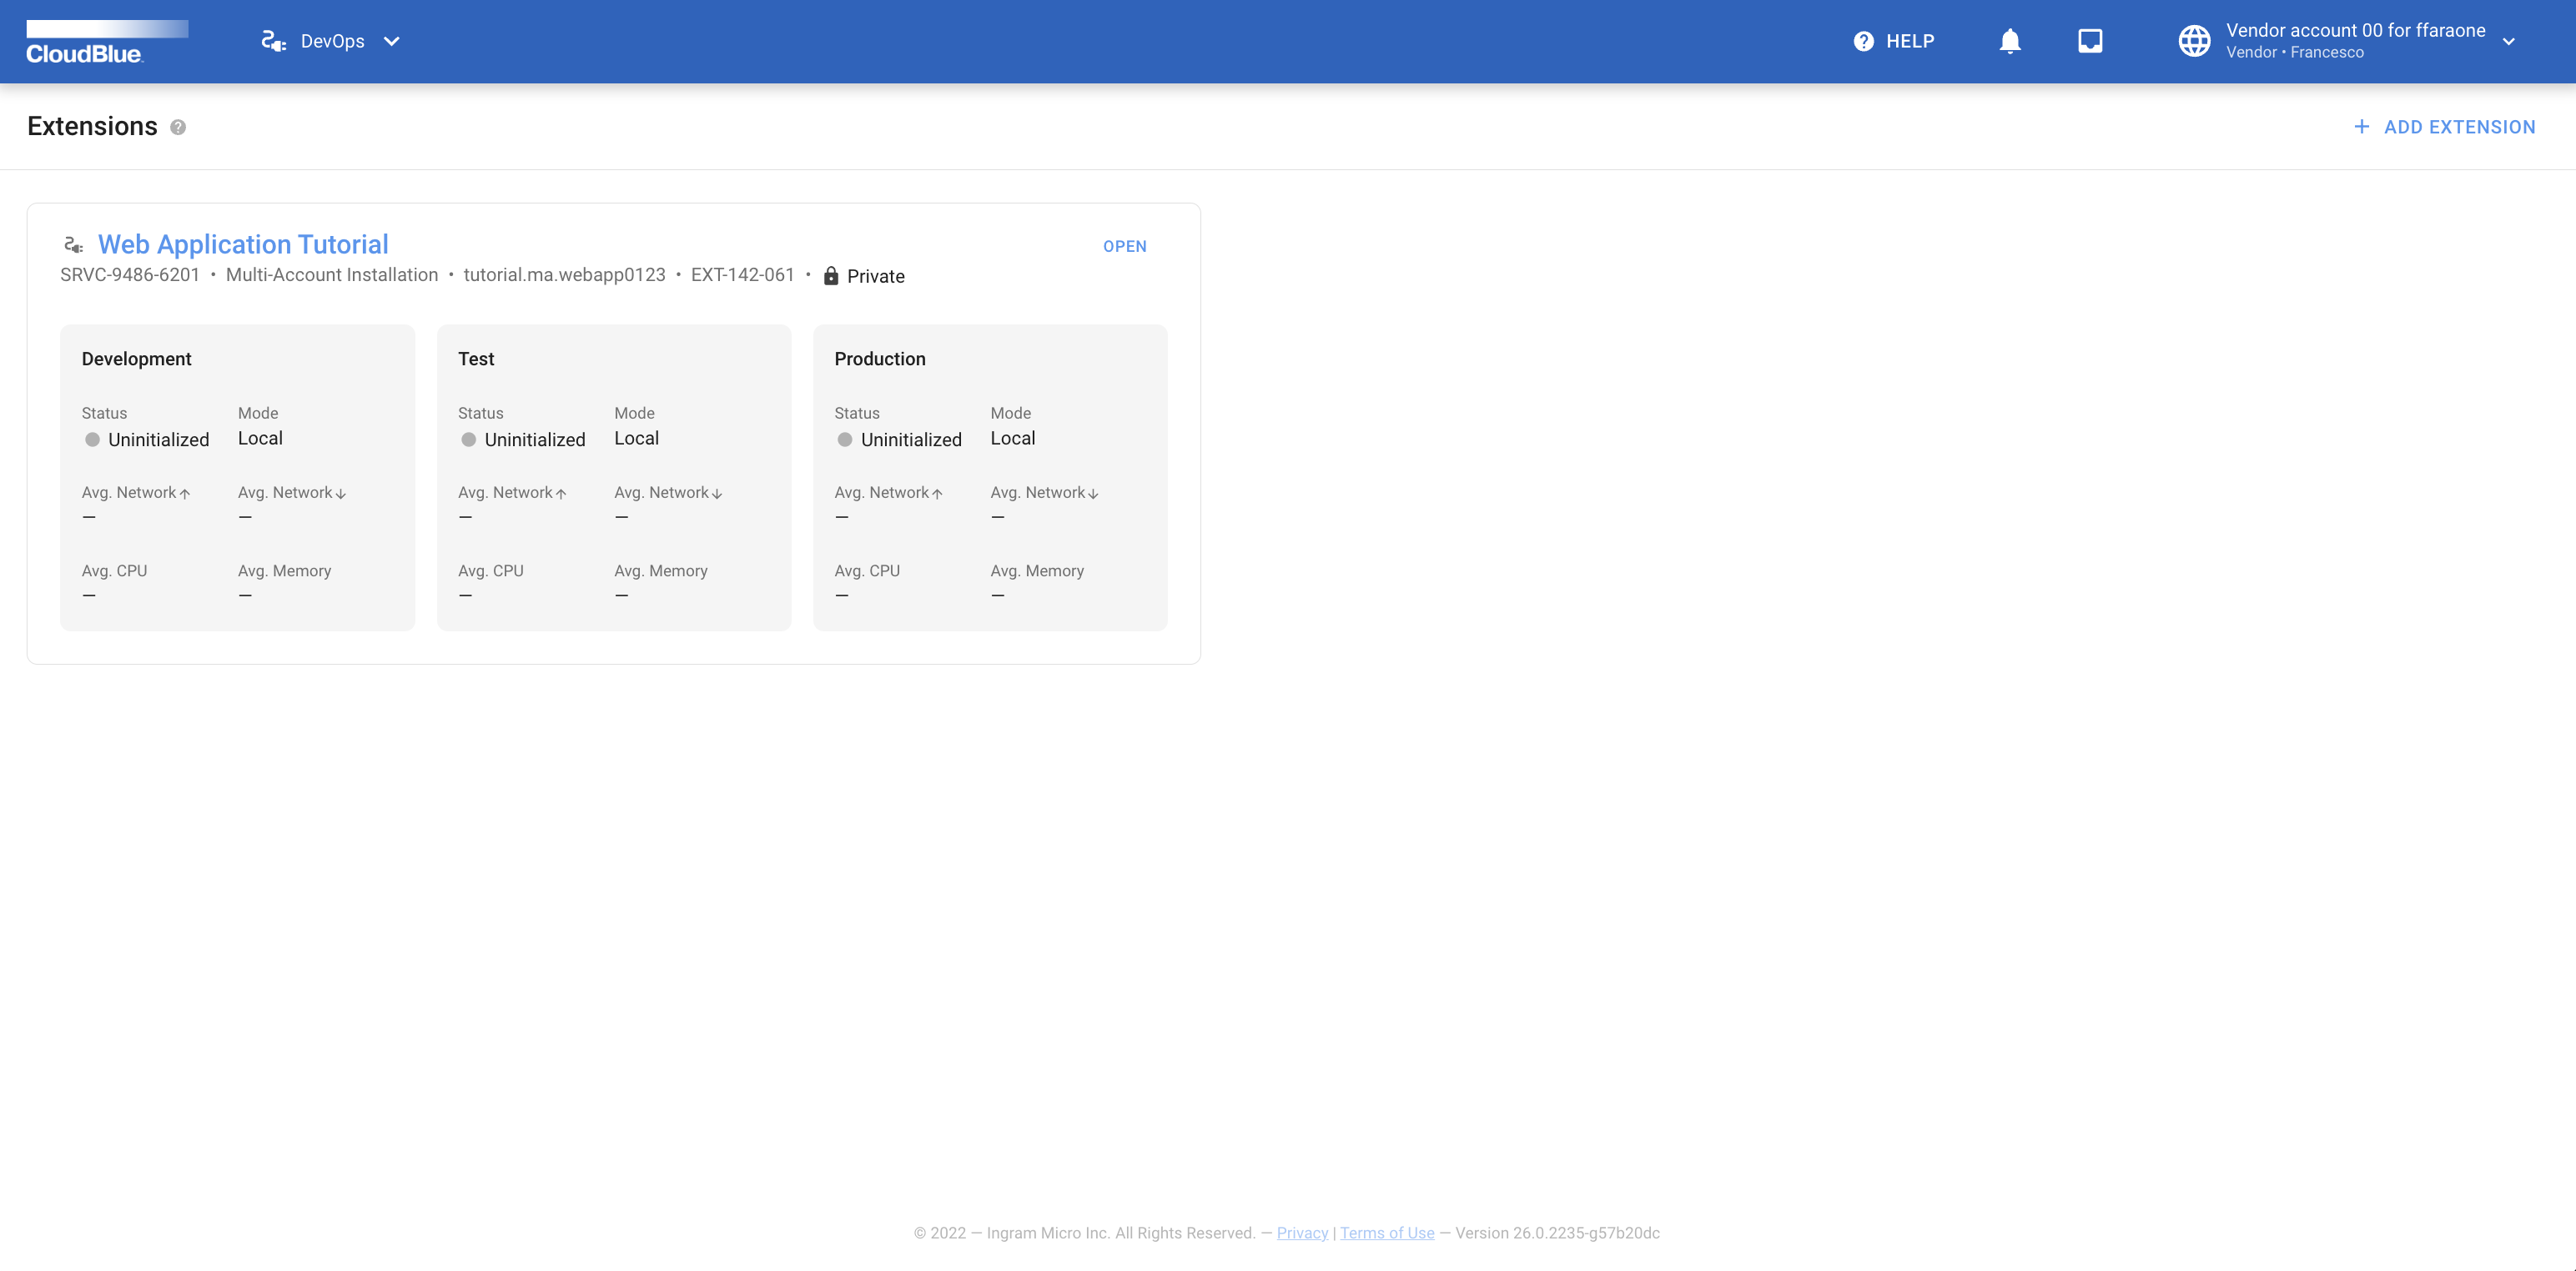 CloudBlue
DevOps
HELP
Vendor account 00 for ffaraone
Vendor • Francesco
Extensions
+ ADD EXTENSION
Web Application Tutorial
OPEN
SRVC-9486-6201 • Multi-Account Installation • tutorial.ma.webapp0123 • EXT-142-061 • Private
Development
Status Mode
Uninitialized Local
Avg. Network↑ Avg. Network↓
— —
Avg. CPU Avg. Memory
— —
Test
Status Mode
Uninitialized Local
Avg. Network↑ Avg. Network↓
— —
Avg. CPU Avg. Memory
— —
Production
Status Mode
Uninitialized Local
Avg. Network↑ Avg. Network↓
— —
Avg. CPU Avg. Memory
— —
© 2022 — Ingram Micro Inc. All Rights Reserved. — Privacy | Terms of Use — Version 26.0.2235-g57b20dc